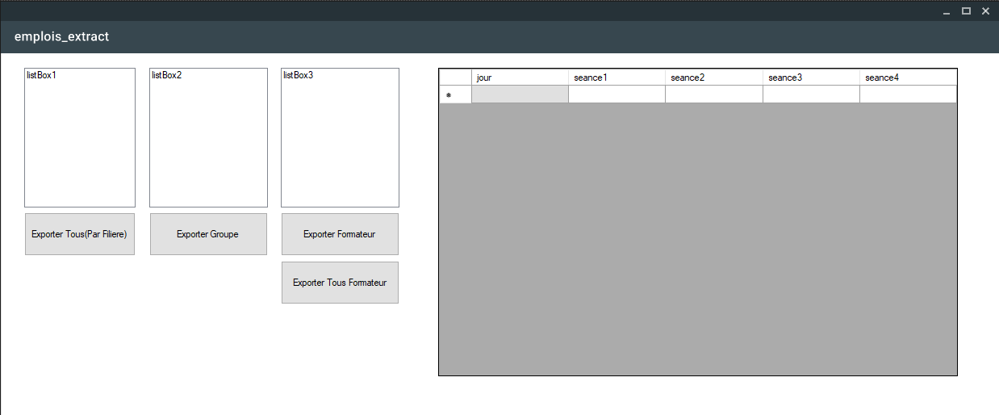 emplois_extract
listBox1 listBox2 listBox3
jour seance1 seance2 seance3 seance4
*
Exporter Tous(Par Filiere) Exporter Groupe Exporter Formateur
Exporter Tous Formateur